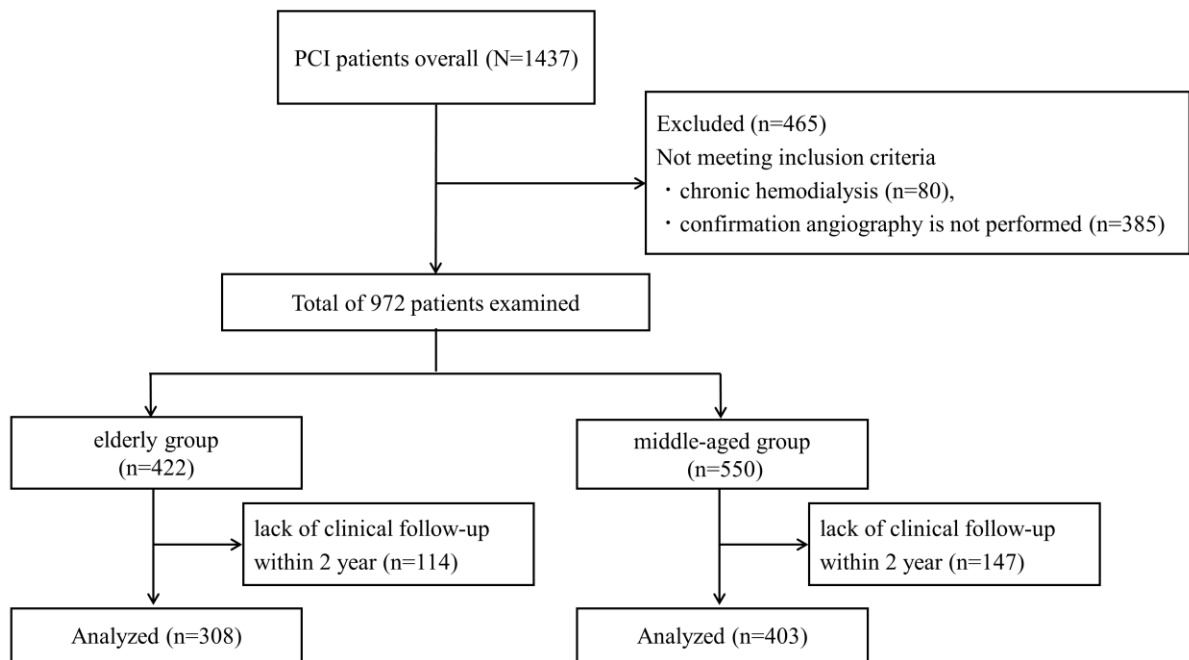 PCI patients overall (N=1437)
Excluded (n=465)
Not meeting inclusion criteria
・chronic hemodialysis (n=80),
・confirmation angiography is not performed (n=385)
Total of 972 patients examined
elderly group
(n=422)
middle-aged group
(n=550)
lack of clinical follow-up
within 2 year (n=114)
lack of clinical follow-up
within 2 year (n=147)
Analyzed (n=308)
Analyzed (n=403)